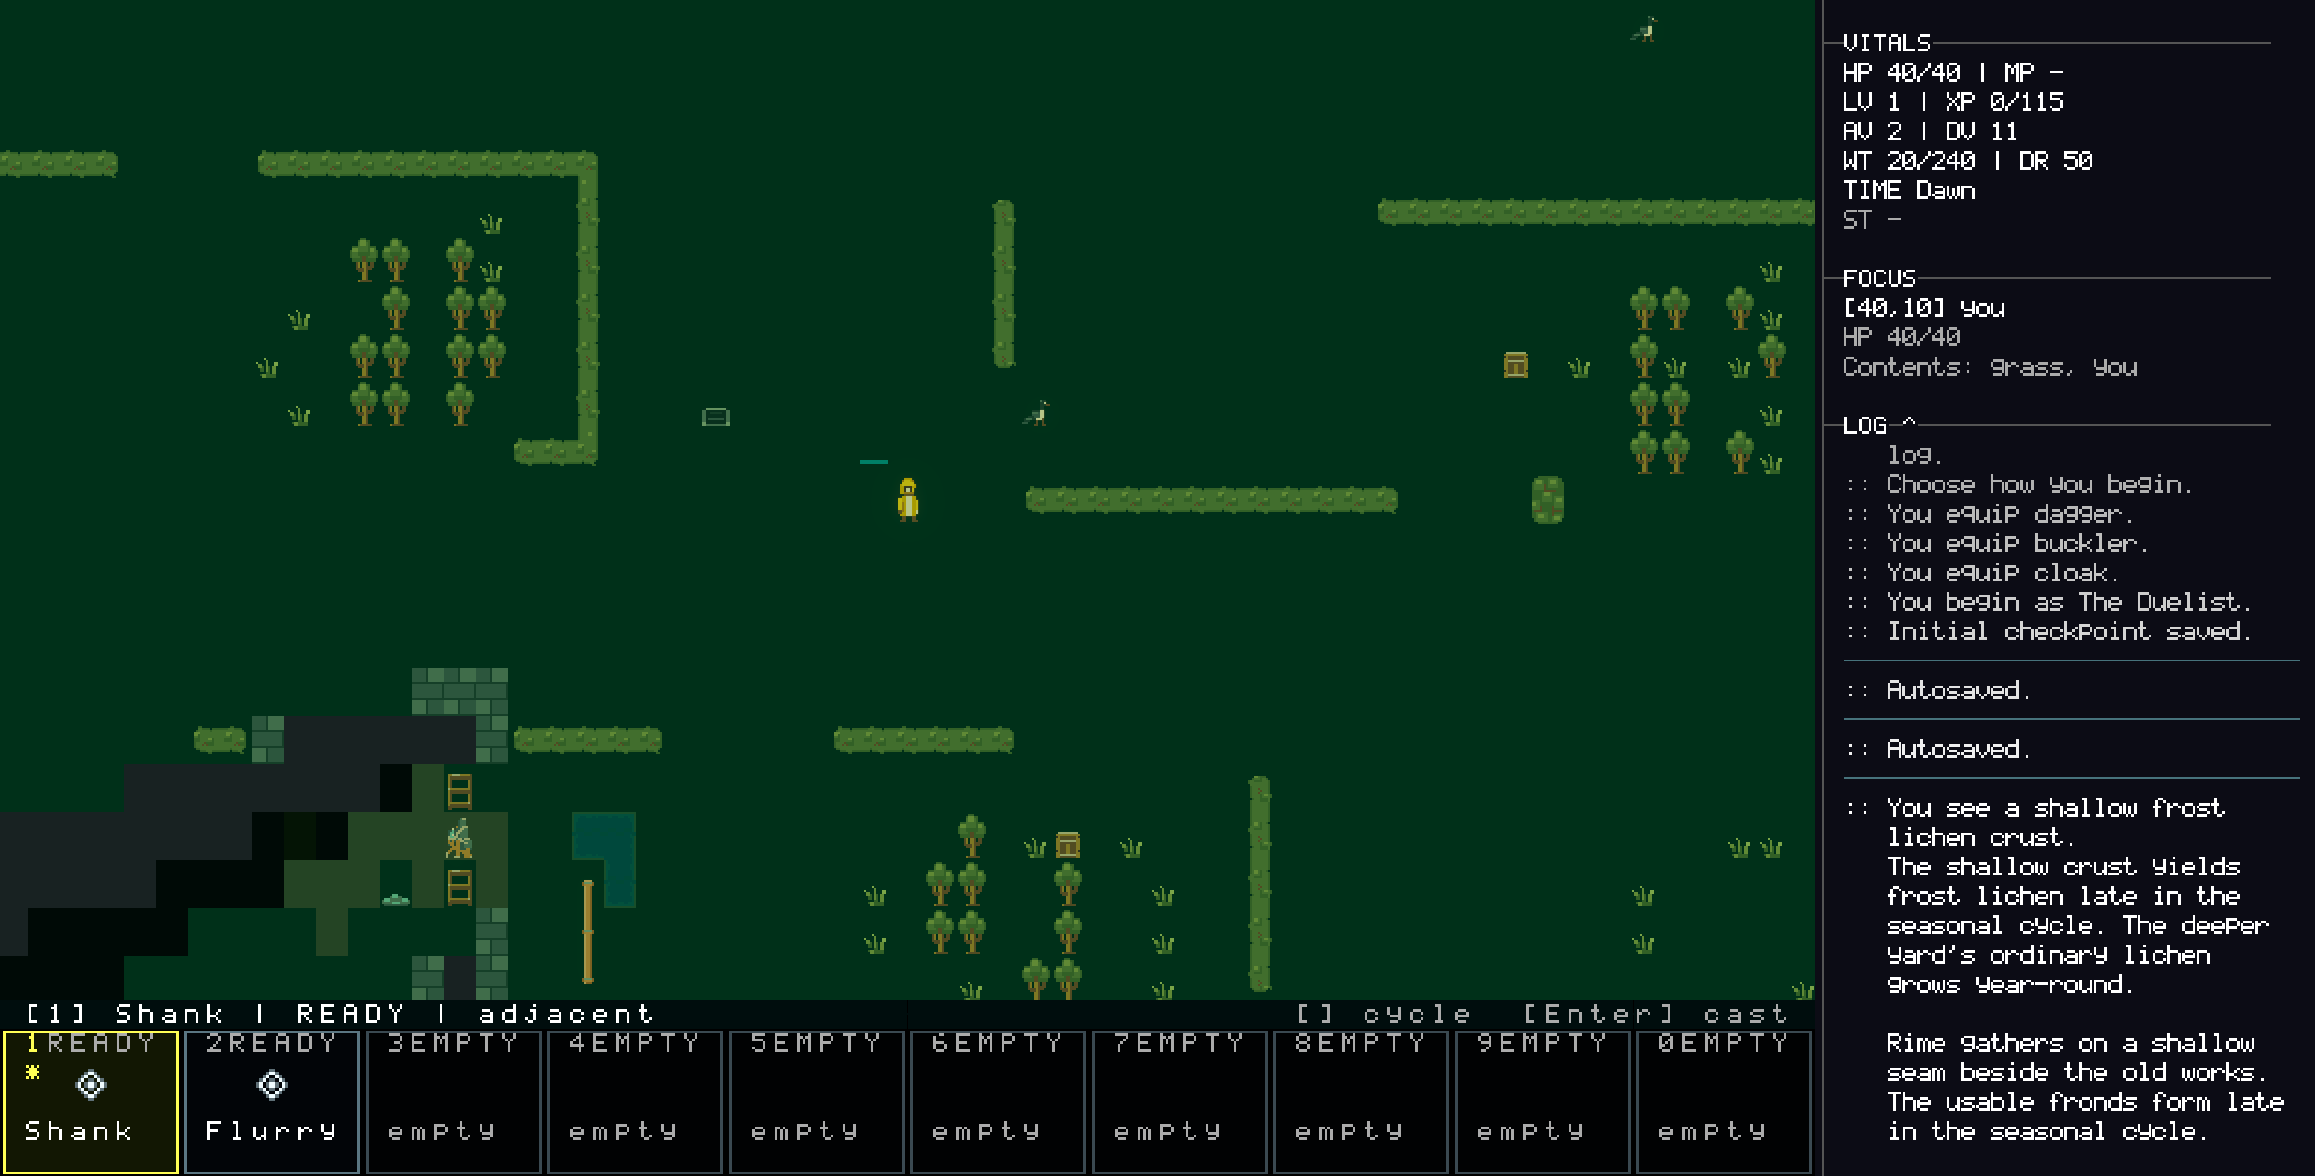 VITALS
HP 40/40 | MP -
LV 1 | XP 0/115
AV 2 | DV 11
WT 20/240 | DR 50
TIME Dawn
ST -
FOCUS
[40,10] You
HP 40/40
Contents: grass, You
LOG ^
log.
:: Choose how you begin.
:: You equip dagger.
:: You equip buckler.
:: You equip cloak.
:: You begin as The Duelist.
:: Initial checkpoint saved.
:: Autosaved.
:: Autosaved.
:: You see a shallow frost
lichen crust.
The shallow crust yields
frost lichen late in the
seasonal cycle. The deeper
yard's ordinary lichen
grows year-round.
Rime gathers on a shallow
seam beside the old works.
The usable fronds form late
in the seasonal cycle.
[1] Shank | READY | adjacent
[] cycle [Enter] cast
1READY 2READY 3EMPTY 4EMPTY 5EMPTY 6EMPTY 7EMPTY 8EMPTY 9EMPTY 0EMPTY
*
Shank Flurry empty empty empty empty empty empty empty empty